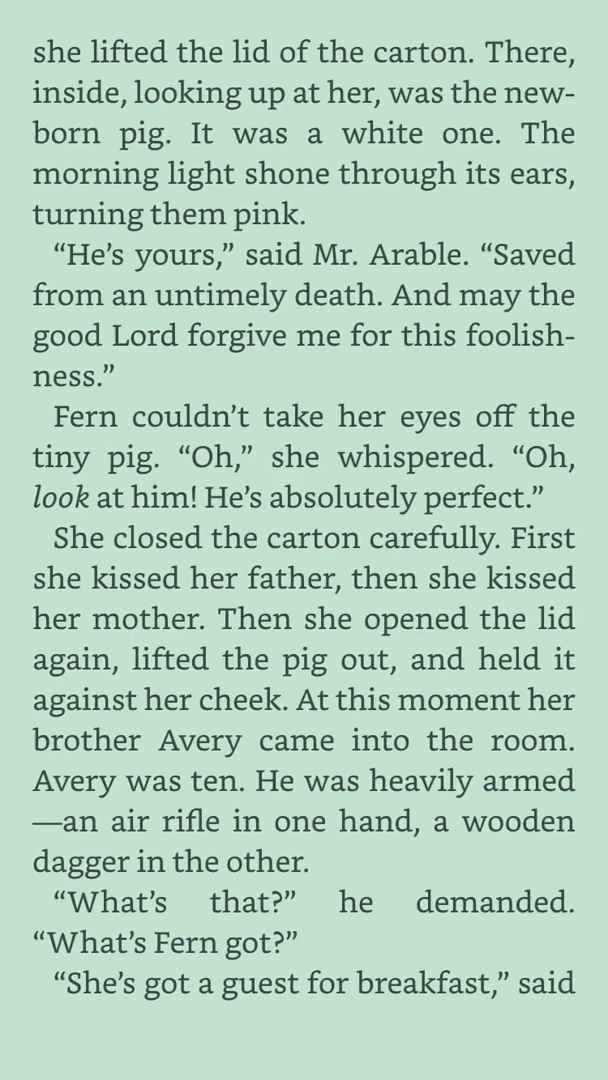 she lifted the lid of the carton. There,
inside, looking up at her, was the new-
born pig. It was a white one. The
morning light shone through its ears,
turning them pink.
“He’s yours,” said Mr. Arable. “Saved
from an untimely death. And may the
good Lord forgive me for this foolish-
ness.”
Fern couldn’t take her eyes off the
tiny pig. “Oh,” she whispered. “Oh,
look at him! He’s absolutely perfect.”
She closed the carton carefully. First
she kissed her father, then she kissed
her mother. Then she opened the lid
again, lifted the pig out, and held it
against her cheek. At this moment her
brother Avery came into the room.
Avery was ten. He was heavily armed
—an air rifle in one hand, a wooden
dagger in the other.
“What’s that?” he demanded.
“What’s Fern got?”
“She’s got a guest for breakfast,” said